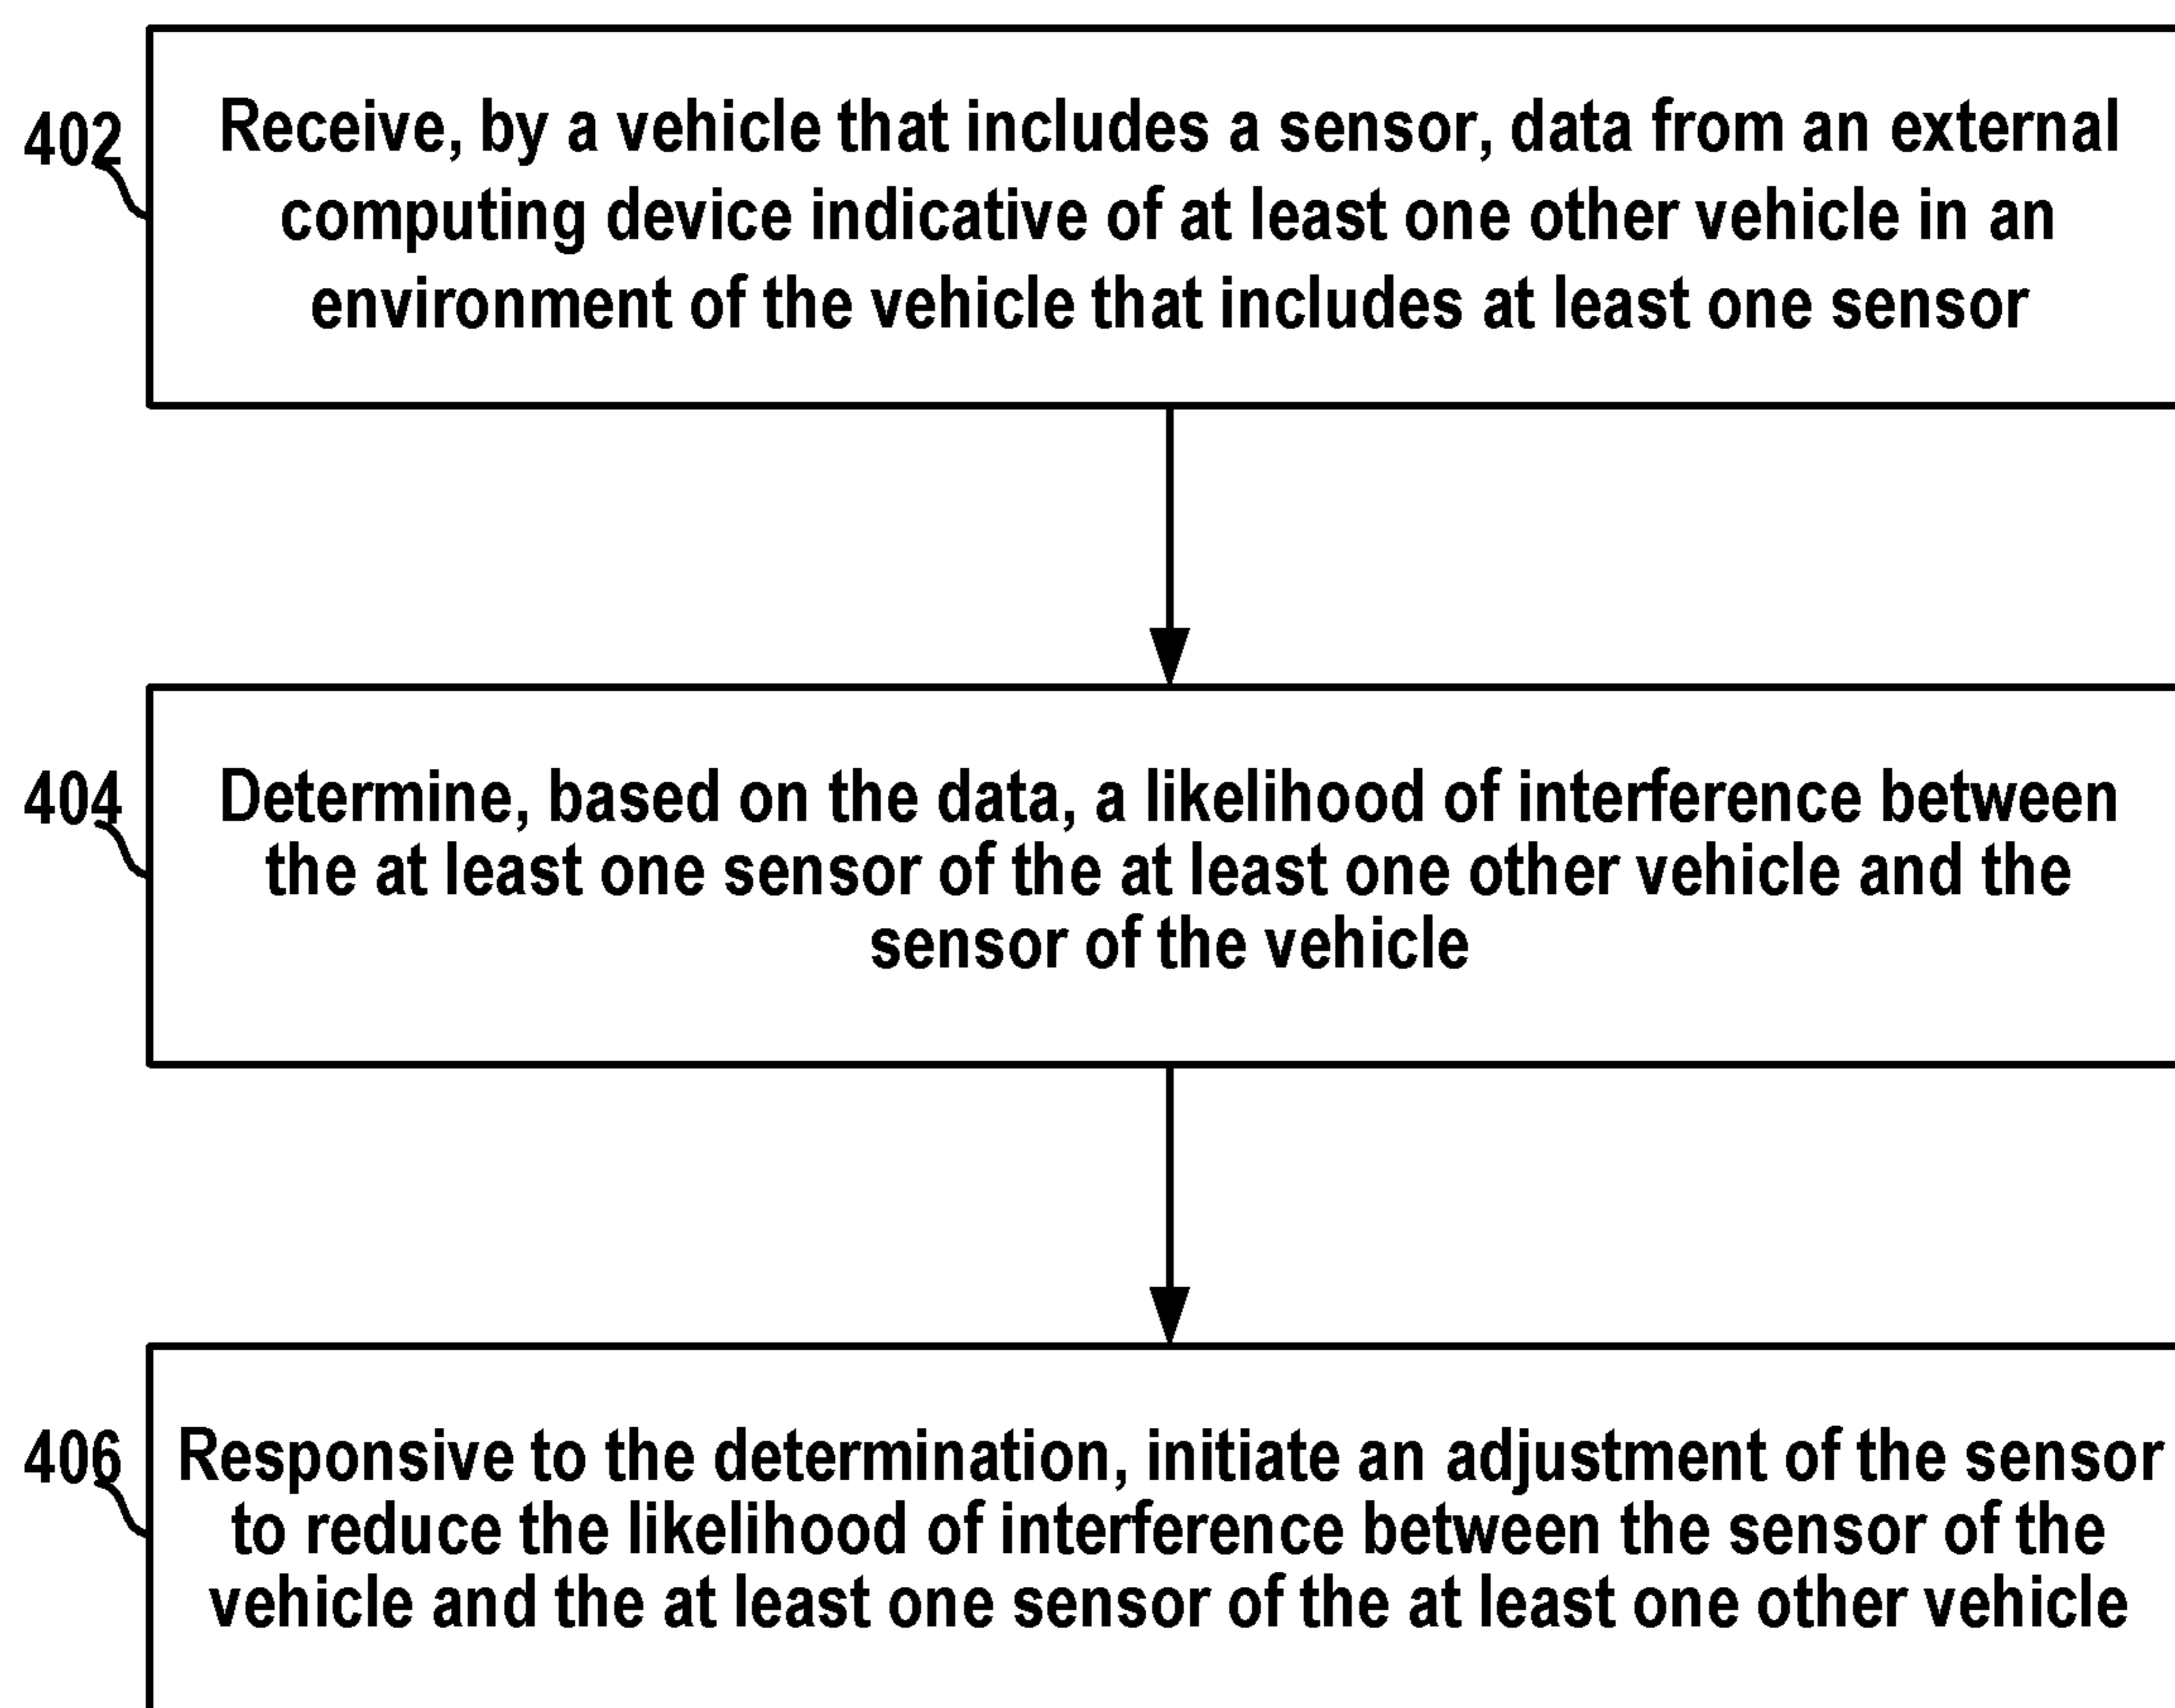 402
Receive, by a vehicle that includes a sensor, data from an external
computing device indicative of at least one other vehicle in an
environment of the vehicle that includes at least one sensor
404
Determine, based on the data, a likelihood of interference between
the at least one sensor of the at least one other vehicle and the
sensor of the vehicle
406
Responsive to the determination, initiate an adjustment of the sensor
to reduce the likelihood of interference between the sensor of the
vehicle and the at least one sensor of the at least one other vehicle